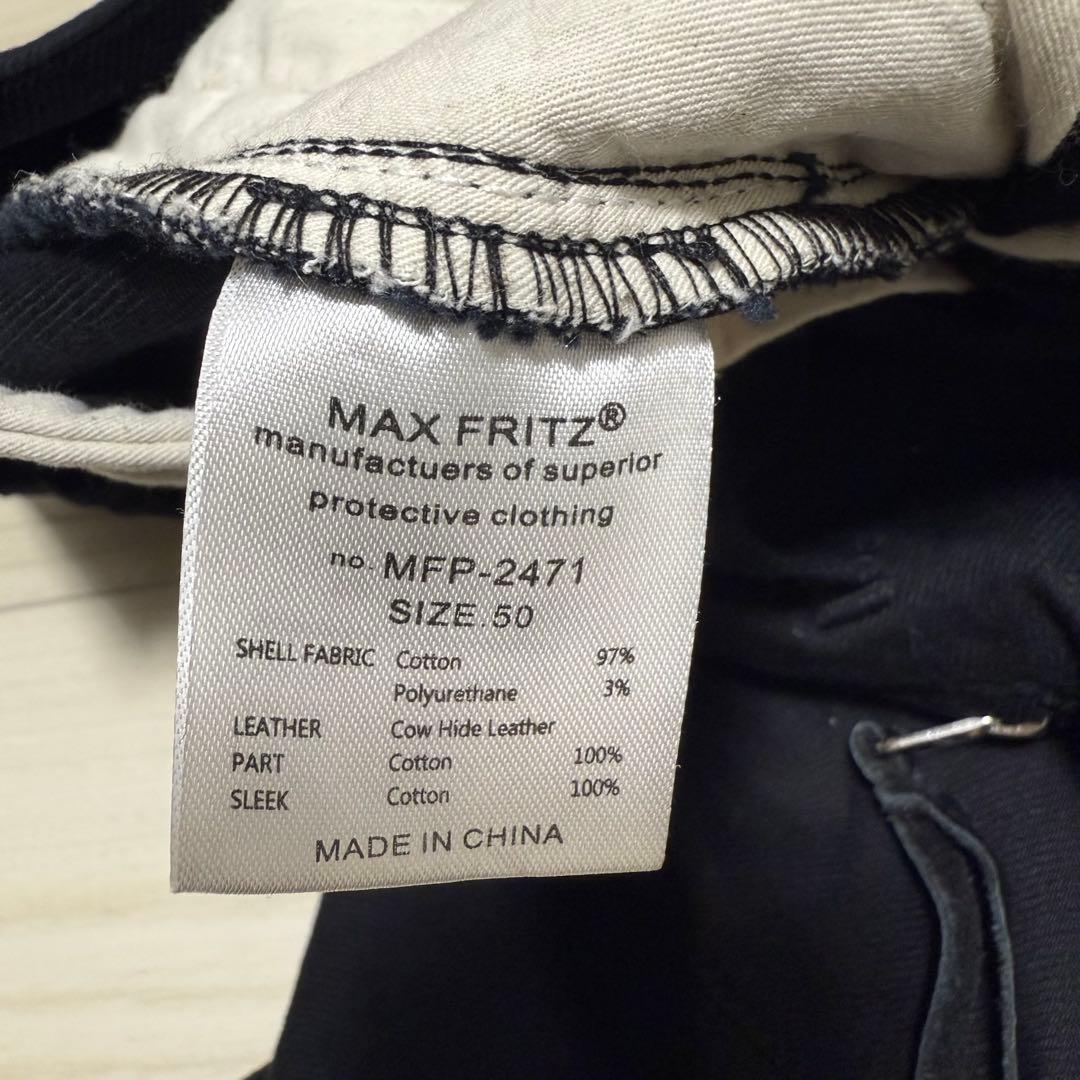 MAX FRITZ®
manufactuers of superior
protective clothing
no. MFP-2471
SIZE.50
SHELL FABRIC Cotton 97%
Polyurethane 3%
LEATHER Cow Hide Leather
PART Cotton 100%
SLEEK Cotton 100%
MADE IN CHINA